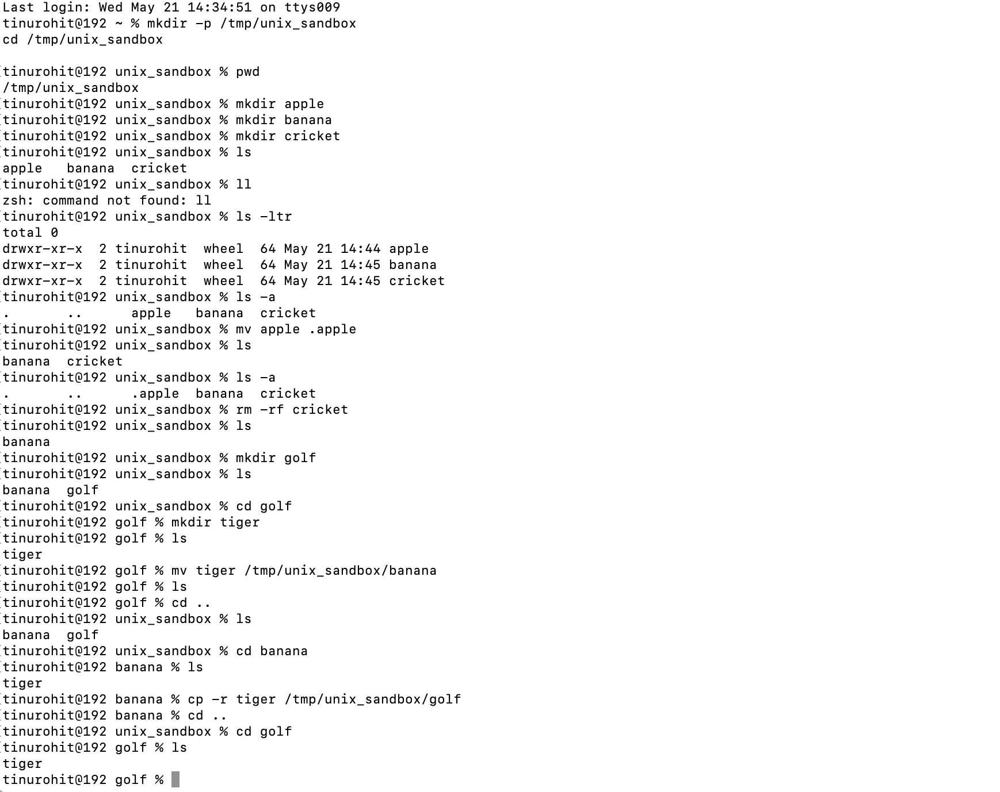 Last login: Wed May 21 14:34:51 on ttys009
tinurohit@192 ~ % mkdir -p /tmp/unix_sandbox
cd /tmp/unix_sandbox
tinurohit@192 unix_sandbox % pwd
/tmp/unix_sandbox
tinurohit@192 unix_sandbox % mkdir apple
tinurohit@192 unix_sandbox % mkdir banana
tinurohit@192 unix_sandbox % mkdir cricket
tinurohit@192 unix_sandbox % ls
apple   banana  cricket
tinurohit@192 unix_sandbox % ll
zsh: command not found: ll
tinurohit@192 unix_sandbox % ls -ltr
total 0
drwxr-xr-x  2 tinurohit  wheel  64 May 21 14:44 apple
drwxr-xr-x  2 tinurohit  wheel  64 May 21 14:45 banana
drwxr-xr-x  2 tinurohit  wheel  64 May 21 14:45 cricket
tinurohit@192 unix_sandbox % ls -a
.       ..      apple   banana  cricket
tinurohit@192 unix_sandbox % mv apple .apple
tinurohit@192 unix_sandbox % ls
banana  cricket
tinurohit@192 unix_sandbox % ls -a
.       ..      .apple  banana  cricket
tinurohit@192 unix_sandbox % rm -rf cricket
tinurohit@192 unix_sandbox % ls
banana
tinurohit@192 unix_sandbox % mkdir golf
tinurohit@192 unix_sandbox % ls
banana  golf
tinurohit@192 unix_sandbox % cd golf
tinurohit@192 golf % mkdir tiger
tinurohit@192 golf % ls
tiger
tinurohit@192 golf % mv tiger /tmp/unix_sandbox/banana
tinurohit@192 golf % ls
tinurohit@192 golf % cd ..
tinurohit@192 unix_sandbox % ls
banana  golf
tinurohit@192 unix_sandbox % cd banana
tinurohit@192 banana % ls
tiger
tinurohit@192 banana % cp -r tiger /tmp/unix_sandbox/golf
tinurohit@192 banana % cd ..
tinurohit@192 unix_sandbox % cd golf
tinurohit@192 golf % ls
tiger
tinurohit@192 golf %